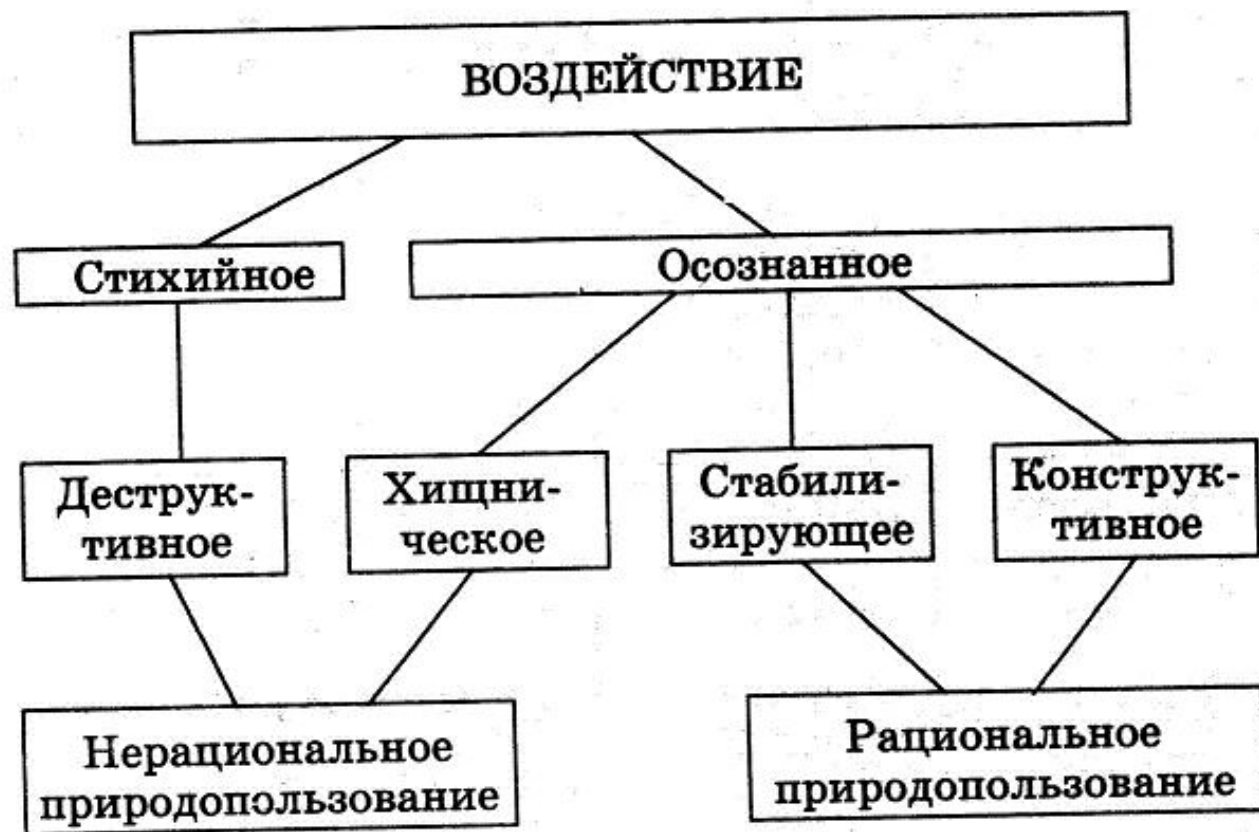 ВОЗДЕЙСТВИЕ
Стихийное
Осознанное
Деструк-
тивное
Хищни-
ческое
Стабили-
зирующее
Конструк-
тивное
Нерациональное
природопользование
Рациональное
природопользование